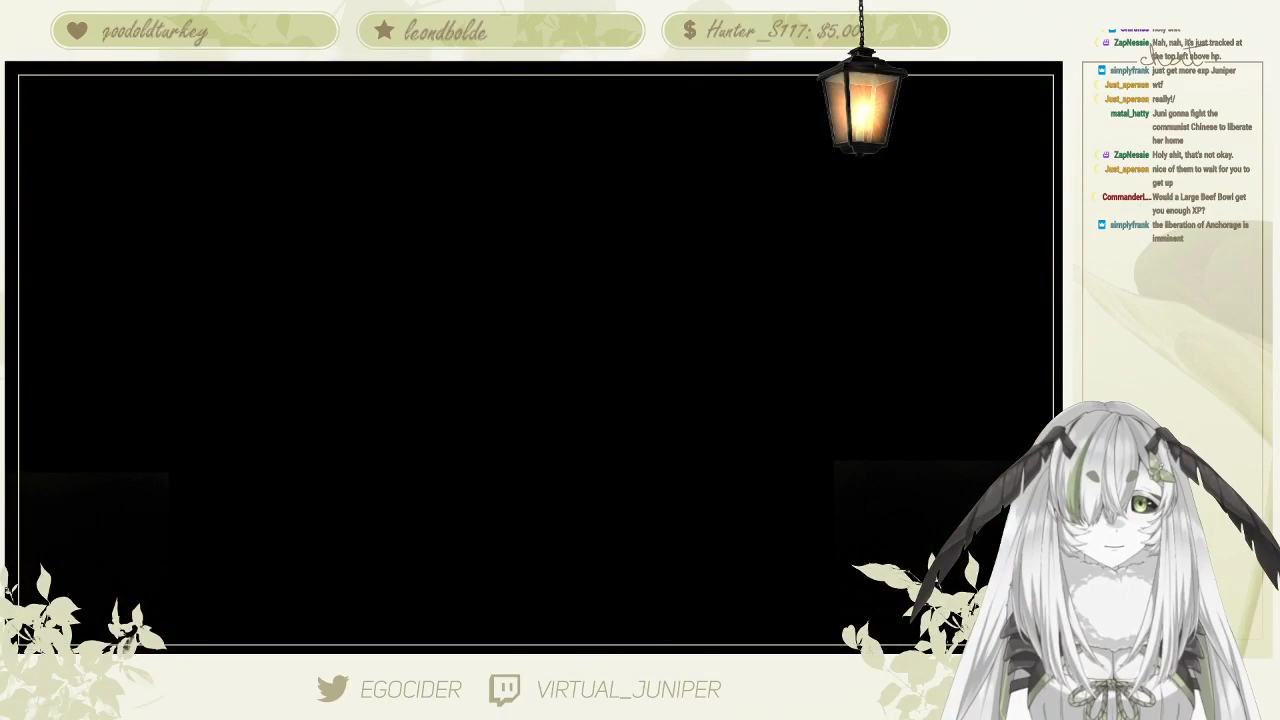 goodoldturkey
leondbolde
Hunter_S117: $5.00
chat
ZapNessie Nah, nah, it's just tracked at
the top left above hp.
simplyfrank just get more exp Juniper
Just_aperson wtf
Just_aperson really!/
matal_hatty Juni gonna fight the
communist Chinese to liberate
her home
ZapNessie Holy shit, that's not okay.
Just_aperson nice of them to wait for you to
get up
Commanderl... Would a Large Beef Bowl get
you enough XP?
simplyfrank the liberation of Anchorage is
imminent
EGOCIDER
VIRTUAL_JUNIPER